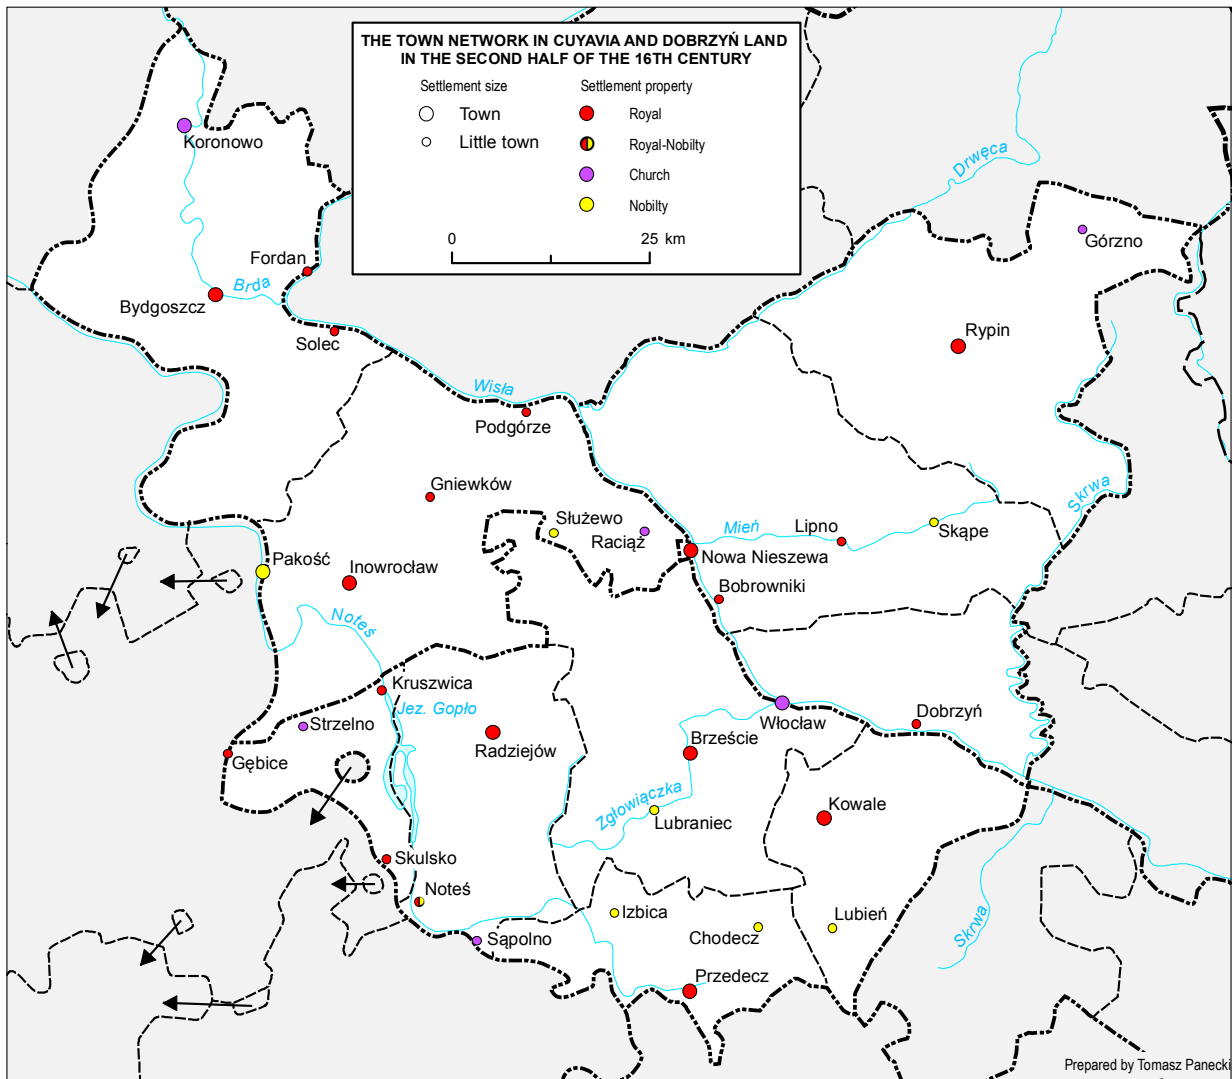 THE TOWN NETWORK IN CUYAVIA AND DOBRZYŃ LAND
IN THE SECOND HALF OF THE 16TH CENTURY
Settlement size
Settlement property
Town
Royal
Little town
Royal-Nobilty
Church
Nobilty
0
25 km
Koronowo
Drwęca
Górzno
Fordan
Brda
Bydgoszcz
Solec
Rypin
Wisła
Podgórze
Gniewków
Skrwa
Służewo
Raciąż
Mień
Lipno
Skąpe
Nowa Nieszewa
Pakość
Inowrocław
Bobrowniki
Noteś
Kruszwica
Jez. Gopło
Strzelno
Włocław
Dobrzyń
Radziejów
Brzeście
Gębice
Zgłowiączka
Kowale
Lubraniec
Skulsko
Noteś
Izbica
Lubień
Chodecz
Sąpolno
Skrwa
Przedecz
Prepared by Tomasz Panecki